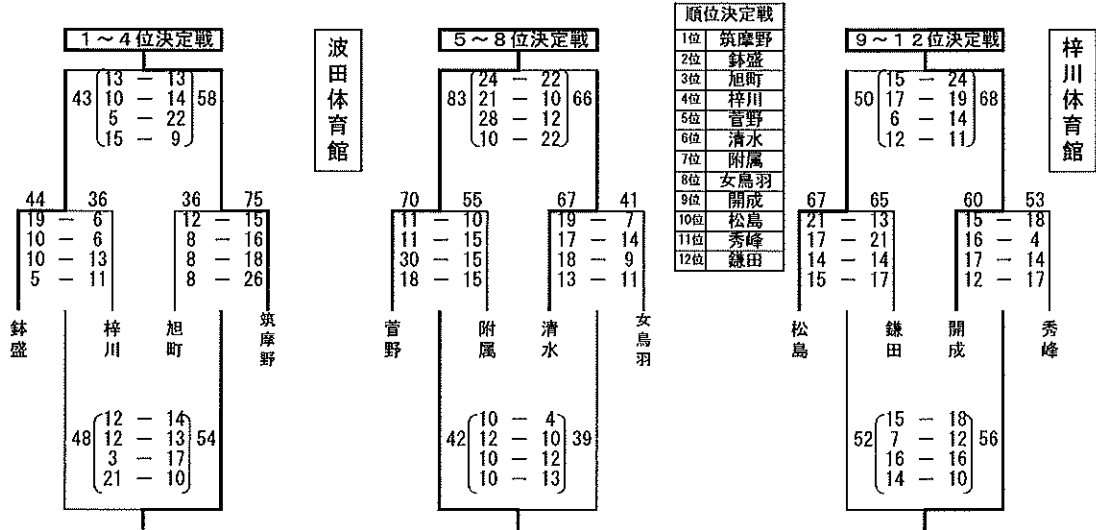 1～4位決定戦
43 58
13 － 13
10 － 14
5 － 22
15 － 9
44 36
19 － 6
10 － 6
10 － 13
5 － 11
36 75
12 － 15
8 － 16
8 － 18
8 － 26
鉢盛
梓川
旭町
筑摩野
48 54
12 － 14
12 － 13
3 － 17
21 － 10
波田体育館
5～8位決定戦
83 66
24 － 22
21 － 10
28 － 12
10 － 22
70 55
11 － 10
11 － 15
30 － 15
18 － 15
67 41
19 － 7
17 － 14
18 － 9
13 － 11
菅野
附属
清水
女鳥羽
42 39
10 － 4
12 － 10
10 － 12
10 － 13
順位決定戦
1位 筑摩野
2位 鉢盛
3位 旭町
4位 梓川
5位 菅野
6位 清水
7位 附属
8位 女鳥羽
9位 開成
10位 松島
11位 秀峰
12位 鎌田
9～12位決定戦
50 68
15 － 24
17 － 19
6 － 14
12 － 11
67 65
21 － 13
17 － 21
14 － 14
15 － 17
60 53
15 － 18
16 － 4
17 － 14
12 － 17
松島
鎌田
開成
秀峰
52 56
15 － 18
7 － 12
16 － 16
14 － 10
梓川体育館